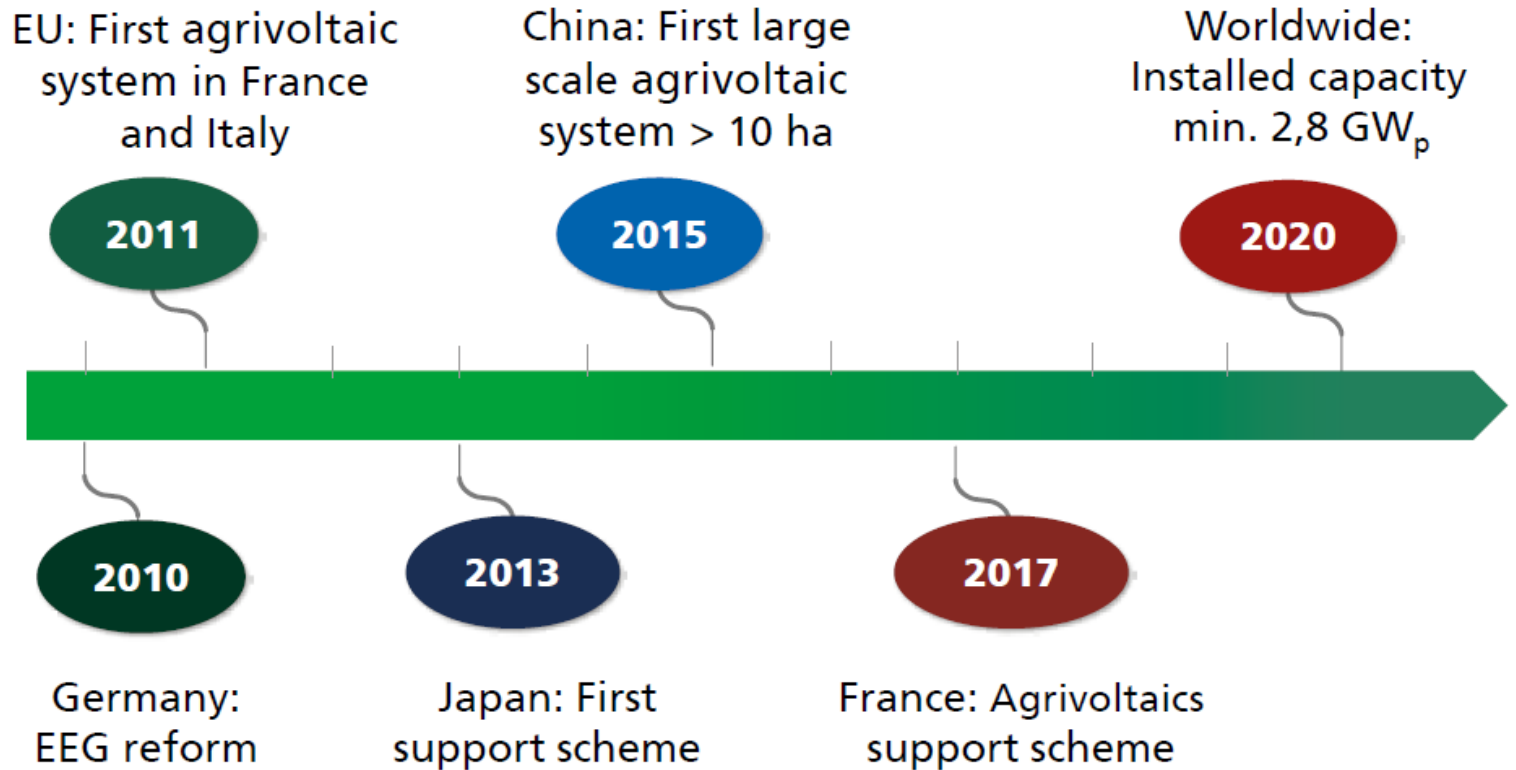 EU: First agrivoltaic
system in France
and Italy
China: First large
scale agrivoltaic
system > 10 ha
Worldwide:
Installed capacity
min. 2,8 GWp
2011
2015
2020
2010
2013
2017
Germany:
EEG reform
Japan: First
support scheme
France: Agrivoltaics
support scheme